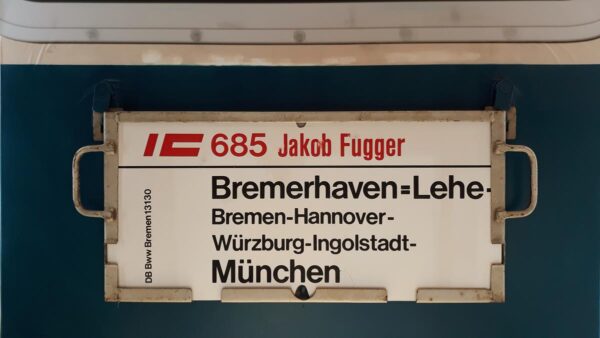 IC 685 Jakob Fugger
Bremerhaven=Lehe-
Bremen-Hannover-
Würzburg-Ingolstadt-
München
DB Bww Bremen 13130